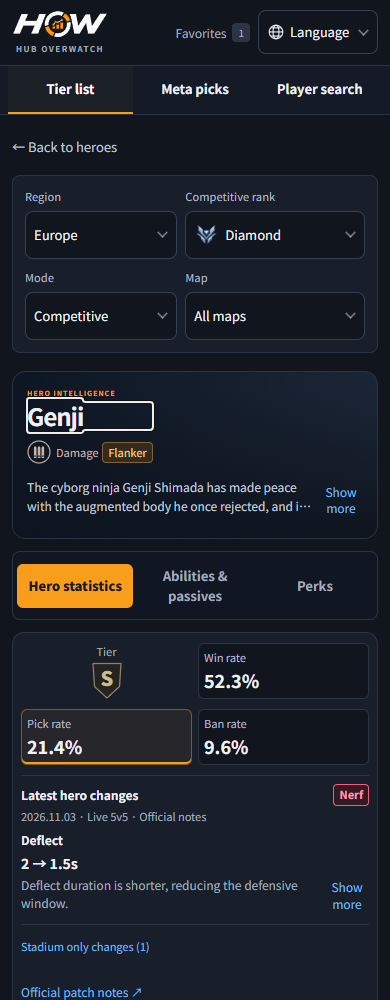 HOW
HUB OVERWATCH
Favorites 1
Language
Tier list
Meta picks
Player search
← Back to heroes
Region
Competitive rank
Europe
Diamond
Mode
Map
Competitive
All maps
HERO INTELLIGENCE
Genji
Damage Flanker
The cyborg ninja Genji Shimada has made peace
with the augmented body he once rejected, and i…
Show
more
Hero statistics
Abilities &
passives
Perks
Tier
S
Win rate
52.3%
Pick rate
21.4%
Ban rate
9.6%
Latest hero changes
Nerf
2026.11.03 · Live 5v5 · Official notes
Deflect
2 → 1.5s
Deflect duration is shorter, reducing the defensive
window.
Show
more
Stadium only changes (1)
Official patch notes ↗